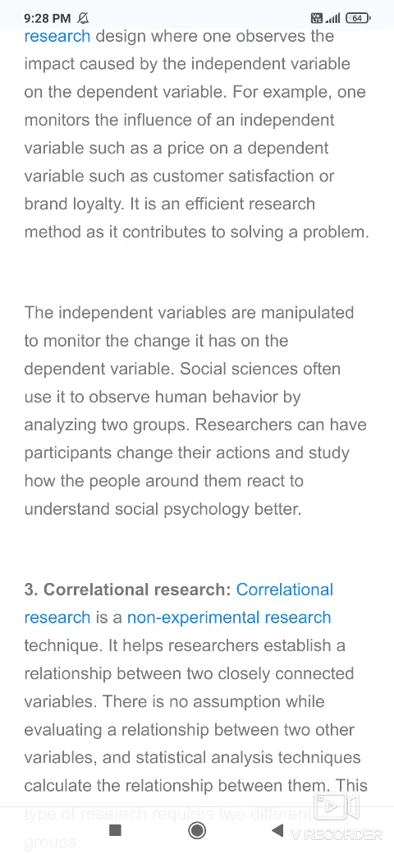 9:28 PM
64
research design where one observes the
impact caused by the independent variable
on the dependent variable. For example, one
monitors the influence of an independent
variable such as a price on a dependent
variable such as customer satisfaction or
brand loyalty. It is an efficient research
method as it contributes to solving a problem.
The independent variables are manipulated
to monitor the change it has on the
dependent variable. Social sciences often
use it to observe human behavior by
analyzing two groups. Researchers can have
participants change their actions and study
how the people around them react to
understand social psychology better.
3. Correlational research: Correlational
research is a non-experimental research
technique. It helps researchers establish a
relationship between two closely connected
variables. There is no assumption while
evaluating a relationship between two other
variables, and statistical analysis techniques
calculate the relationship between them. This
type of research requires two different
groups.
V RECORDER